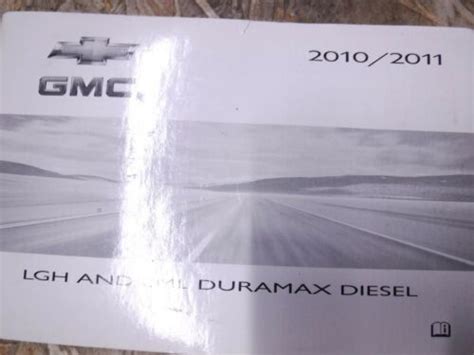 2010/2011
GMC
LGH AND DURAMAX DIESEL